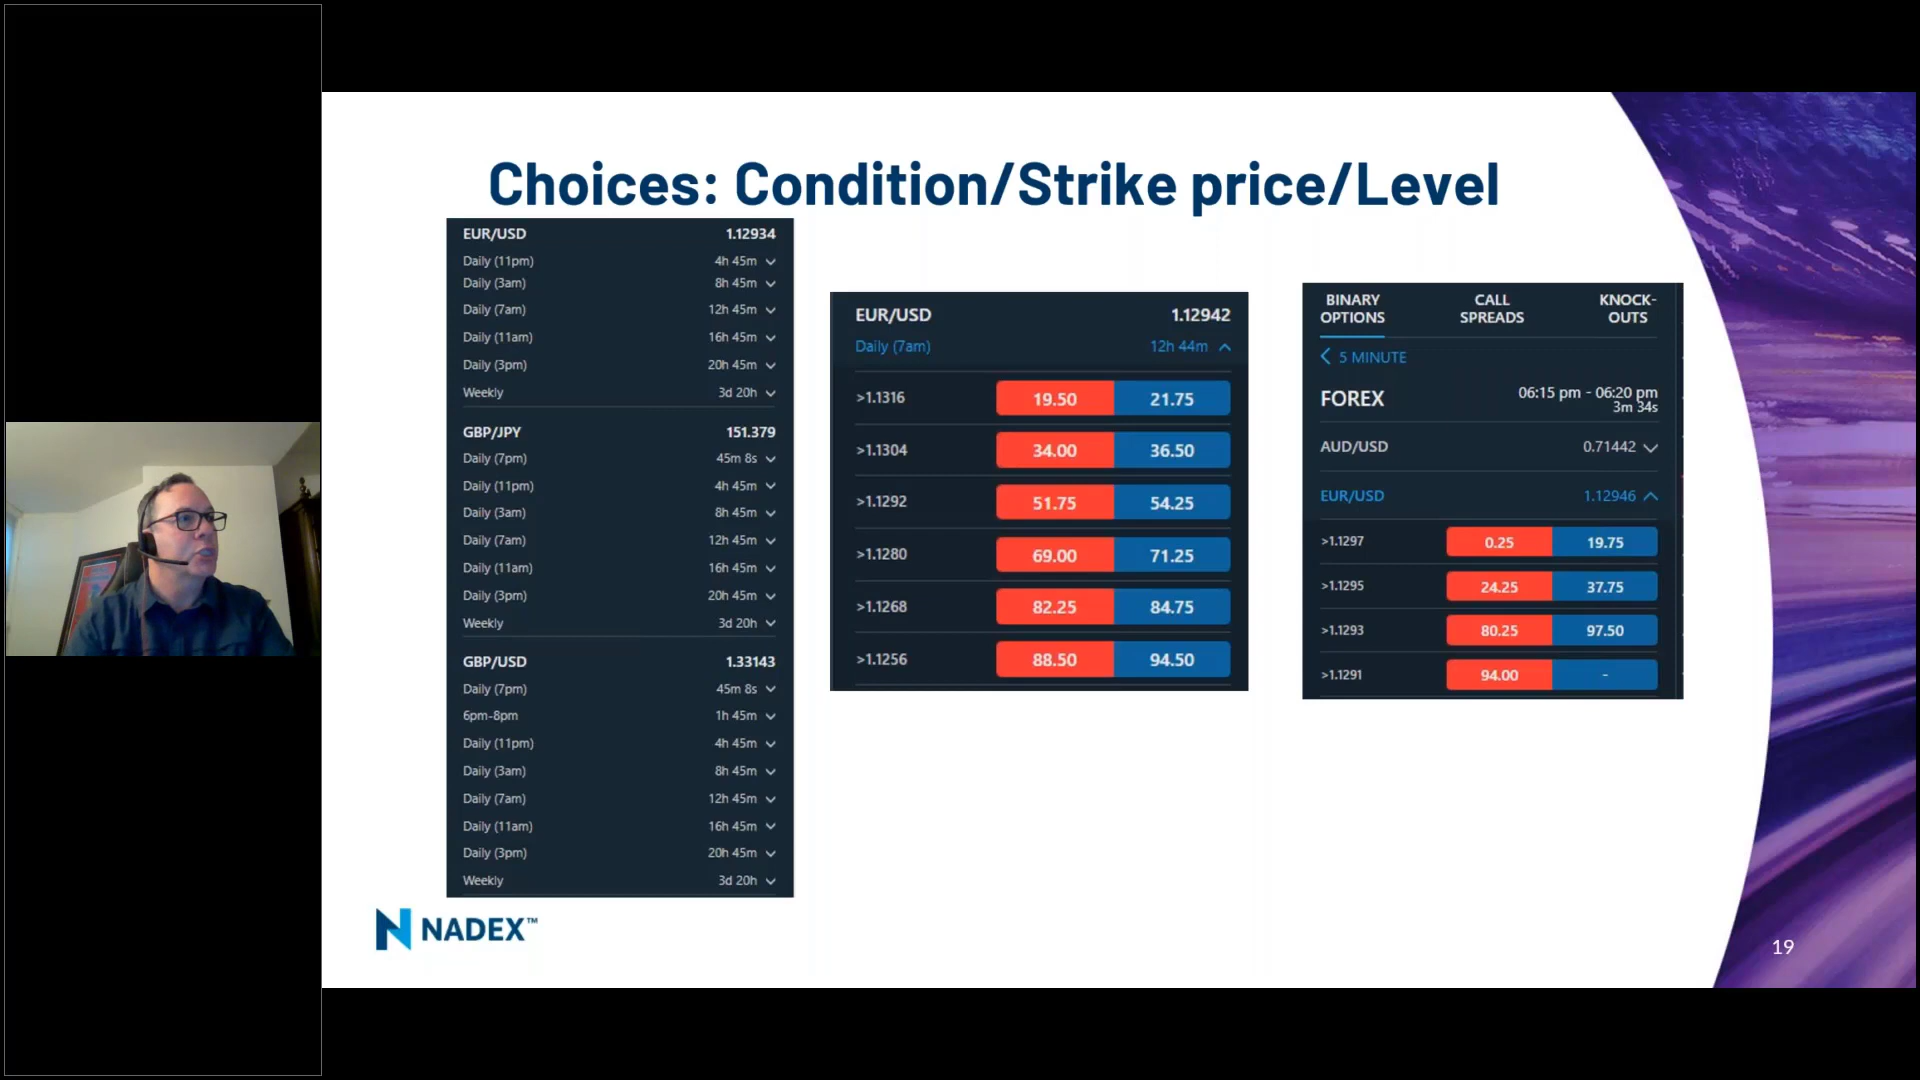 Choices: Condition/Strike price/Level
EUR/USD 1.12934
Daily (11pm) 4h 45m
Daily (3am) 8h 45m
Daily (7am) 12h 45m
Daily (11am) 16h 45m
Daily (3pm) 20h 45m
Weekly 3d 20h
GBP/JPY 151.379
Daily (7pm) 45m 8s
Daily (11pm) 4h 45m
Daily (3am) 8h 45m
Daily (7am) 12h 45m
Daily (11am) 16h 45m
Daily (3pm) 20h 45m
Weekly 3d 20h
GBP/USD 1.33143
Daily (7pm) 45m 8s
6pm-8pm 1h 45m
Daily (11pm) 4h 45m
Daily (3am) 8h 45m
Daily (7am) 12h 45m
Daily (11am) 16h 45m
Daily (3pm) 20h 45m
Weekly 3d 20h
EUR/USD 1.12942
Daily (7am) 12h 44m
>1.1316 19.50 21.75
>1.1304 34.00 36.50
>1.1292 51.75 54.25
>1.1280 69.00 71.25
>1.1268 82.25 84.75
>1.1256 88.50 94.50
BINARY OPTIONS CALL SPREADS KNOCK-OUTS
5 MINUTE
FOREX 06:15 pm - 06:20 pm
3m 34s
AUD/USD 0.71442
EUR/USD 1.12946
>1.1297 0.25 19.75
>1.1295 24.25 37.75
>1.1293 80.25 97.50
>1.1291 94.00 -
NADEX™
19